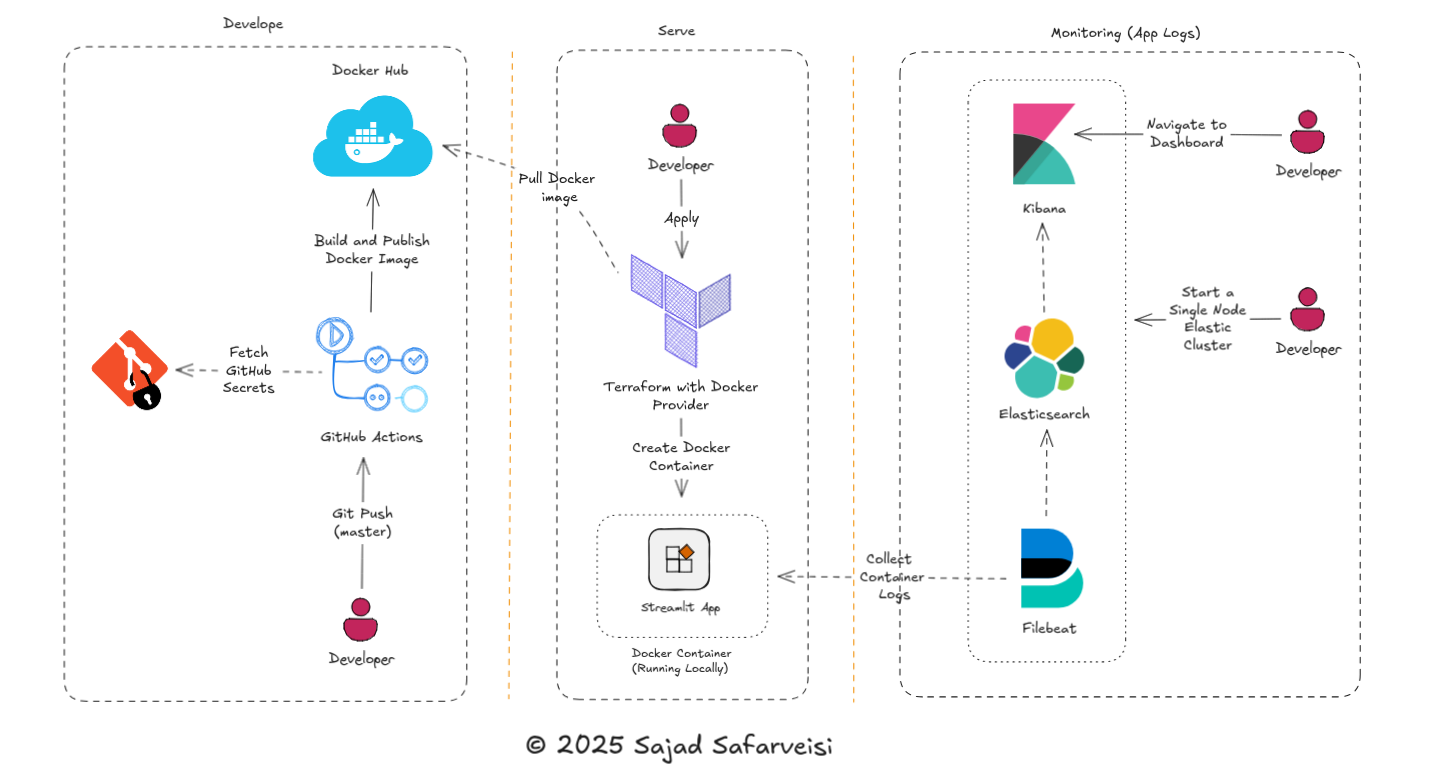 Develope
Docker Hub
Build and Publish
Docker Image
Fetch
GitHub
Secrets
GitHub Actions
Git Push
(master)
Developer
Serve
Developer
Pull Docker
image
Apply
Terraform with Docker
Provider
Create Docker
Container
Streamlit App
Docker Container
(Running Locally)
Monitoring (App Logs)
Navigate to
Dashboard
Developer
Kibana
Start a
Single Node
Elastic
Cluster
Developer
Elasticsearch
Collect
Container
Logs
Filebeat
© 2025 Sajad Safarveisi